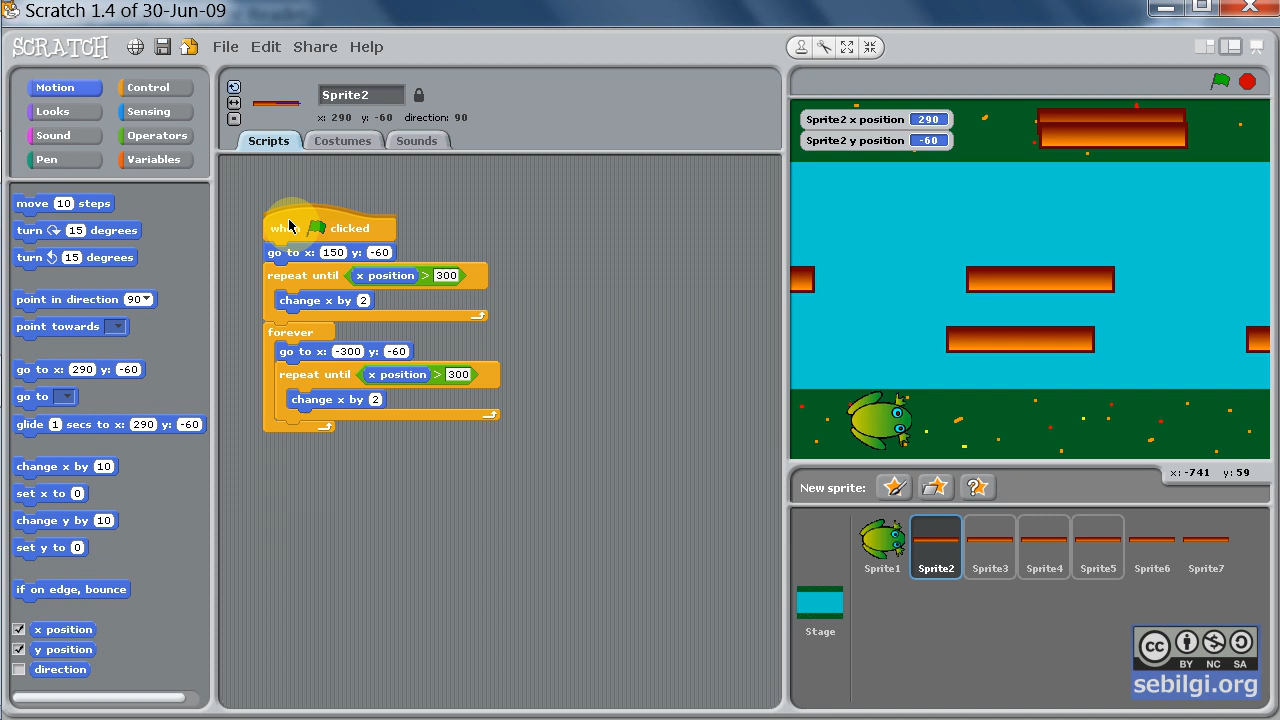 Scratch 1.4 of 30-Jun-09
SCRATCH File Edit Share Help
Motion Control
Looks Sensing
Sound Operators
Pen Variables
move 10 steps
turn 15 degrees
turn 15 degrees
point in direction 90
point towards
go to x: 290 y: -60
go to
glide 1 secs to x: 290 y: -60
change x by 10
set x to 0
change y by 10
set y to 0
if on edge, bounce
x position
y position
direction
Sprite2
x: 290 y: -60 direction: 90
Scripts Costumes Sounds
when clicked
go to x: 150 y: -60
repeat until x position > 300
change x by 2
forever
go to x: -300 y: -60
repeat until x position > 300
change x by 2
Sprite2 x position 290
Sprite2 y position -60
x: -741 y: 59
New sprite:
Sprite1 Sprite2 Sprite3 Sprite4 Sprite5 Sprite6 Sprite7
Stage
cc BY NC SA
sebilgi.org